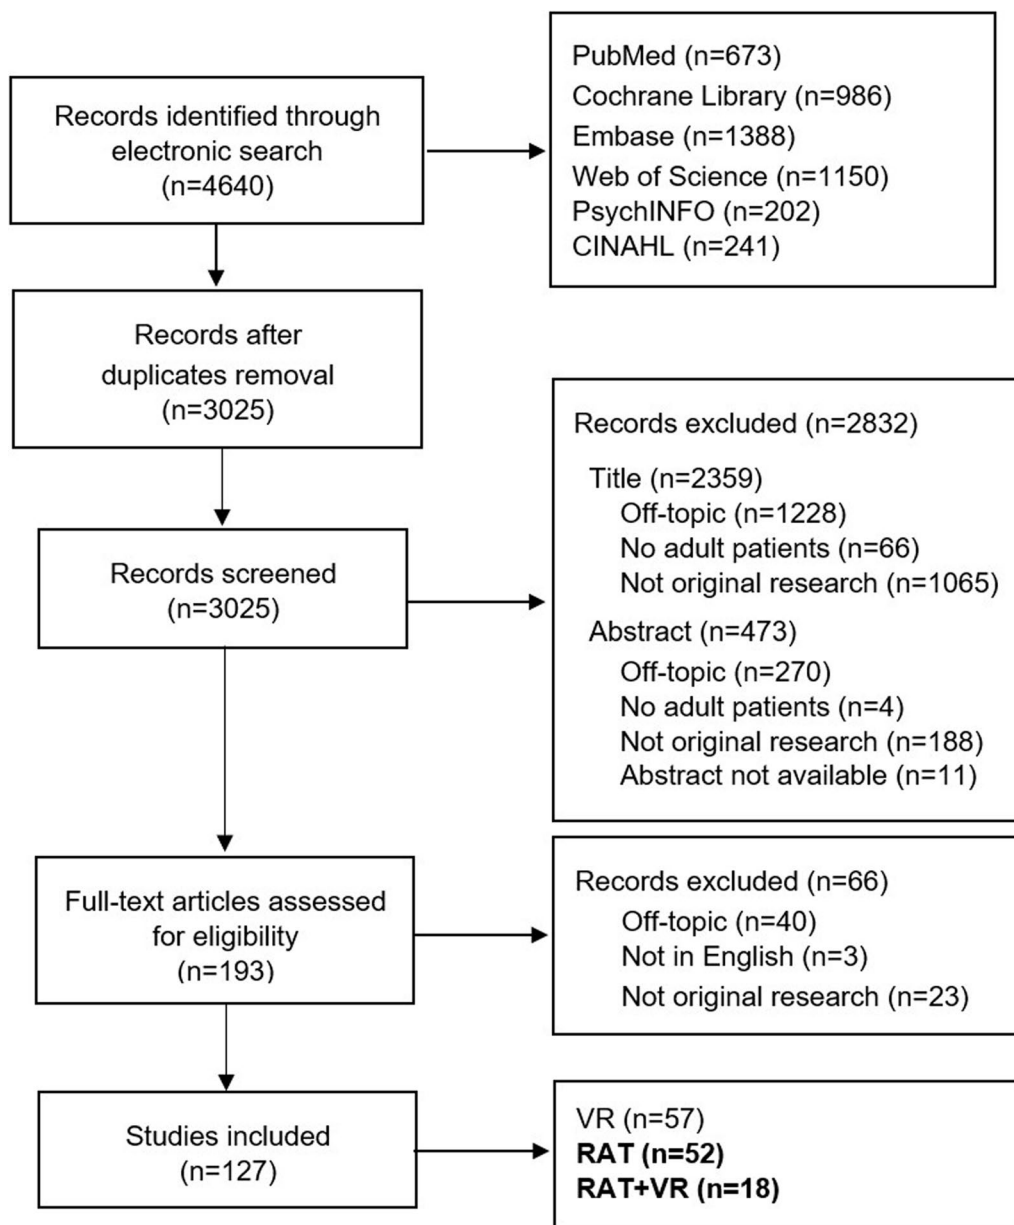 Records identified through
electronic search
(n=4640)
PubMed (n=673)
Cochrane Library (n=986)
Embase (n=1388)
Web of Science (n=1150)
PsychINFO (n=202)
CINAHL (n=241)
Records after
duplicates removal
(n=3025)
Records screened
(n=3025)
Records excluded (n=2832)
Title (n=2359)
Off-topic (n=1228)
No adult patients (n=66)
Not original research (n=1065)
Abstract (n=473)
Off-topic (n=270)
No adult patients (n=4)
Not original research (n=188)
Abstract not available (n=11)
Full-text articles assessed
for eligibility
(n=193)
Records excluded (n=66)
Off-topic (n=40)
Not in English (n=3)
Not original research (n=23)
Studies included
(n=127)
VR (n=57)
RAT (n=52)
RAT+VR (n=18)